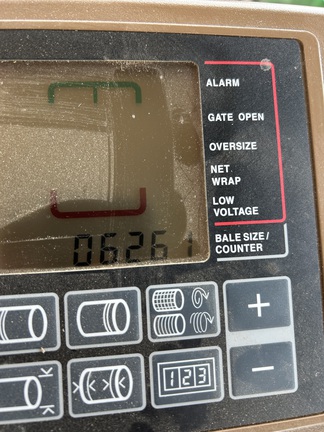 ALARM
GATE OPEN
OVERSIZE
NET
WRAP
LOW
VOLTAGE
06261
BALE SIZE/
COUNTER
+
123
−